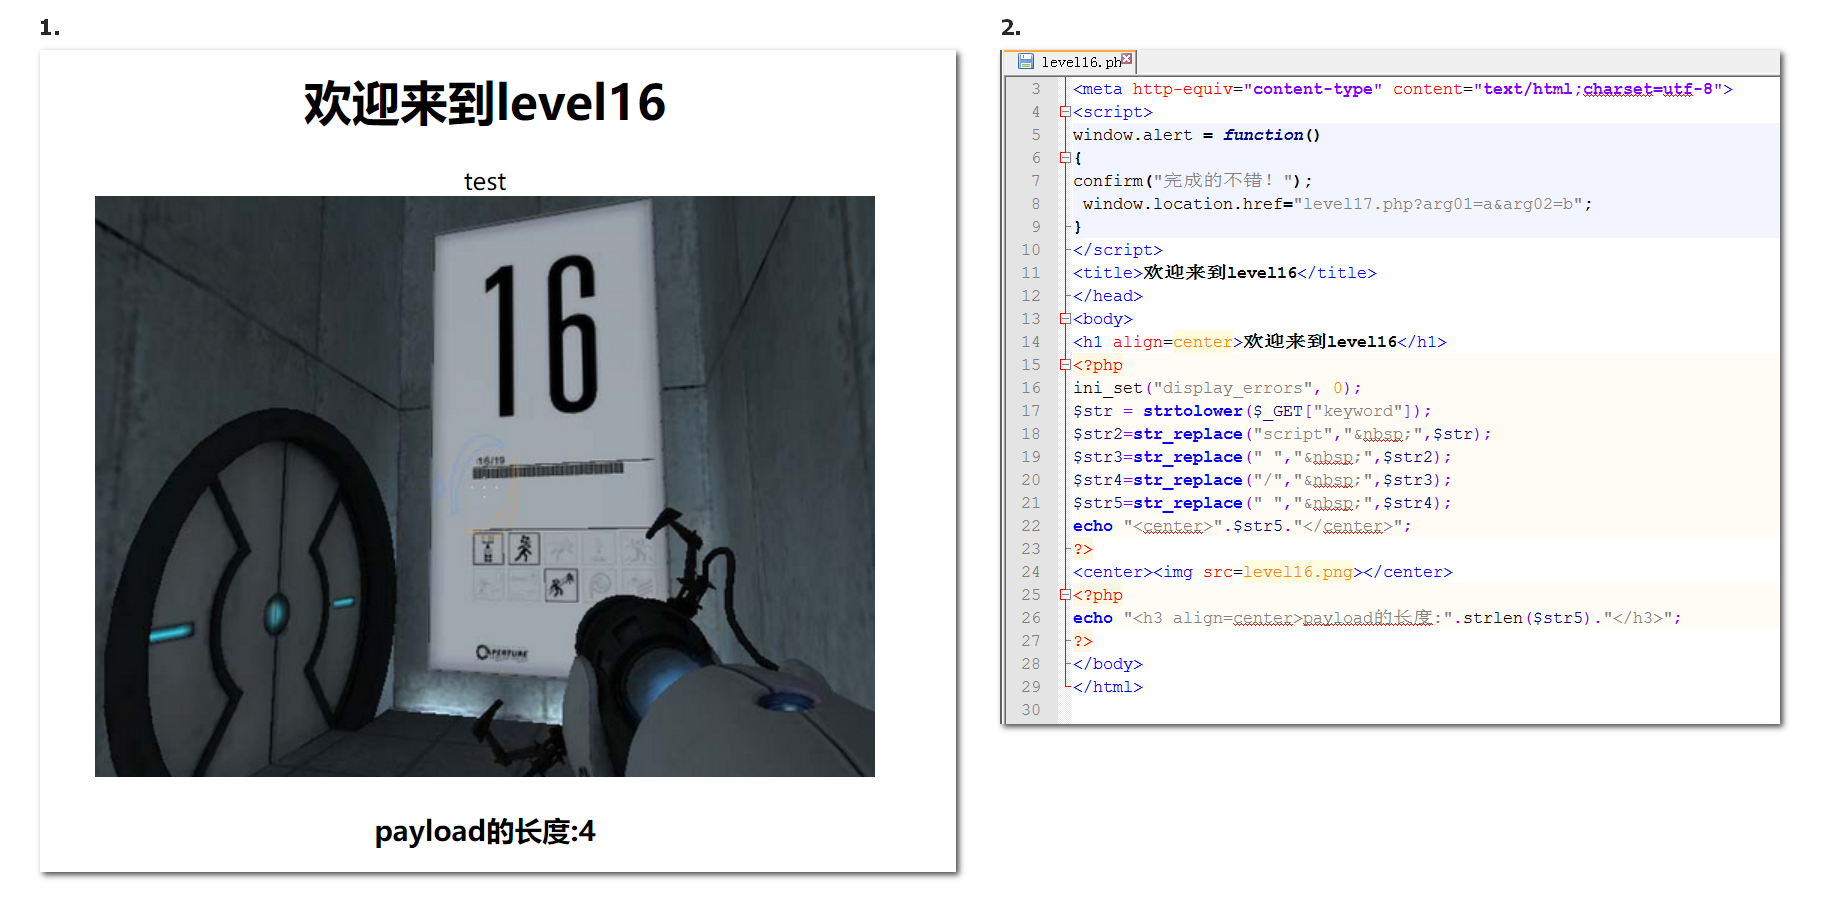 1.
欢迎来到level16
test
16
16/19
APERTURE
payload的长度:4
2.
level16.ph
3 <meta http-equiv="content-type" content="text/html;charset=utf-8">
4 <script>
5 window.alert = function()
6 {
7 confirm("完成的不错！");
8  window.location.href="level17.php?arg01=a&arg02=b";
9 }
10 </script>
11 <title>欢迎来到level16</title>
12 </head>
13 <body>
14 <h1 align=center>欢迎来到level16</h1>
15 <?php
16 ini_set("display_errors", 0);
17 $str = strtolower($_GET["keyword"]);
18 $str2=str_replace("script","&nbsp;",$str);
19 $str3=str_replace(" ","&nbsp;",$str2);
20 $str4=str_replace("/","&nbsp;",$str3);
21 $str5=str_replace(" ","&nbsp;",$str4);
22 echo "<center>".$str5."</center>";
23 ?>
24 <center><img src=level16.png></center>
25 <?php
26 echo "<h3 align=center>payload的长度:".strlen($str5)."</h3>";
27 ?>
28 </body>
29 </html>
30